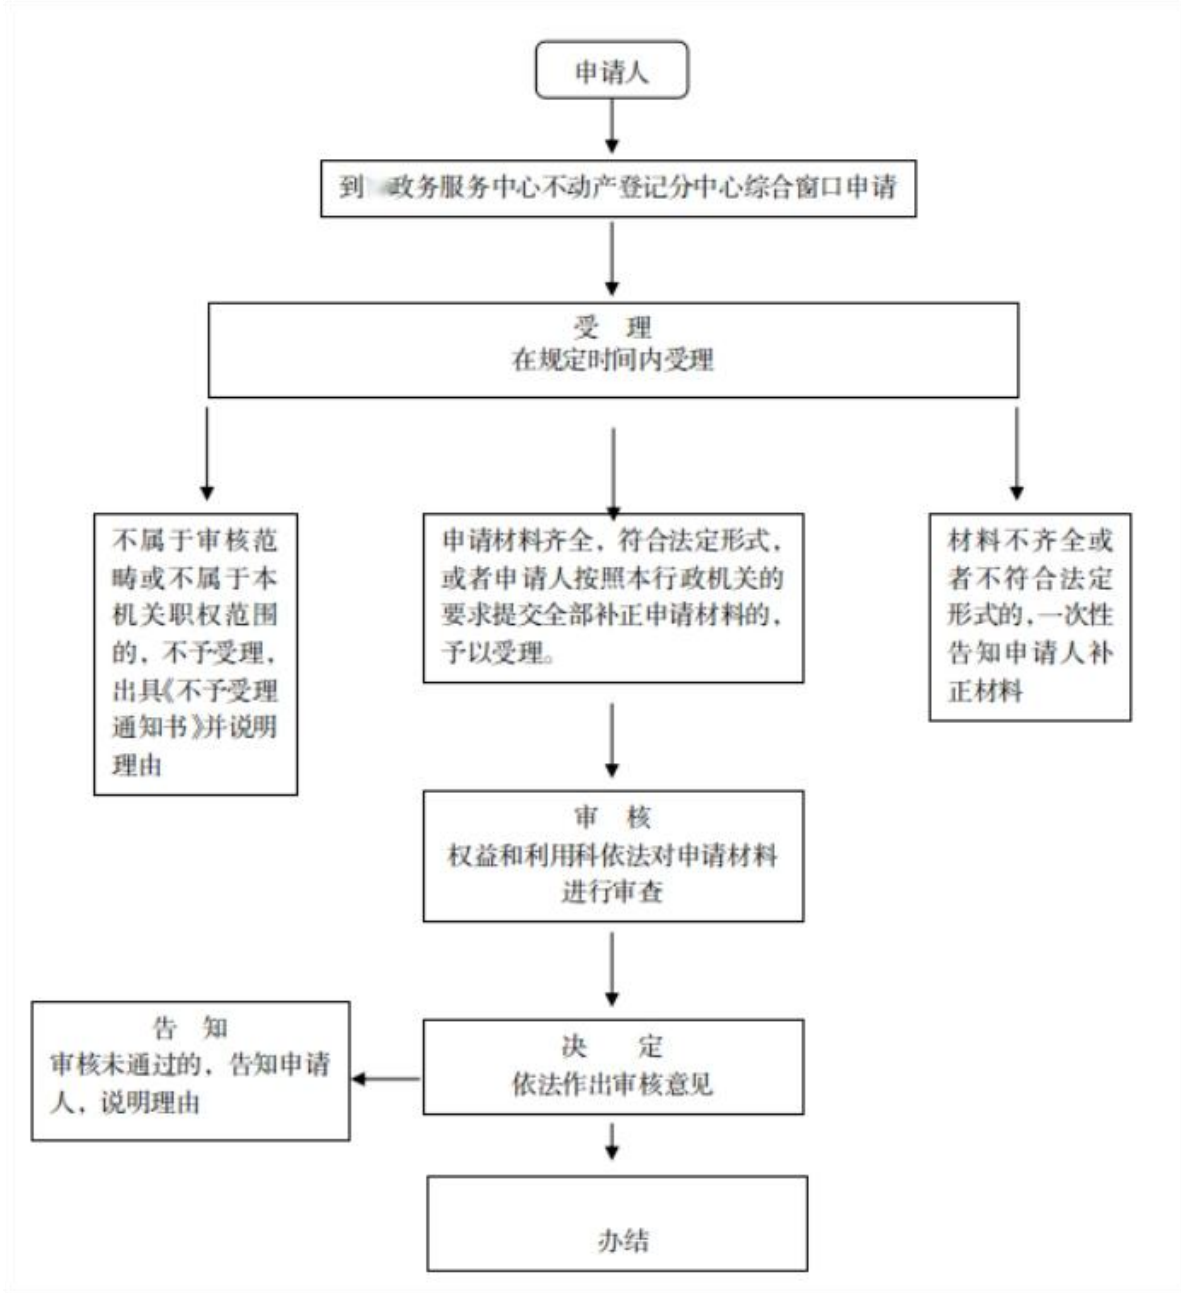 申请人
到政务服务中心不动产登记分中心综合窗口申请
受 理
在规定时间内受理
不属于审核范
畴或不属于本
机关职权范围
的，不予受理，
出具《不予受理
通知书》并说明
理由
申请材料齐全，符合法定形式，
或者申请人按照本行政机关的
要求提交全部补正申请材料的，
予以受理。
材料不齐全或
者不符合法定
形式的，一次性
告知申请人补
正材料
审 核
权益和利用科依法对申请材料
进行审查
告 知
审核未通过的，告知申请
人，说明理由
决 定
依法作出审核意见
办结